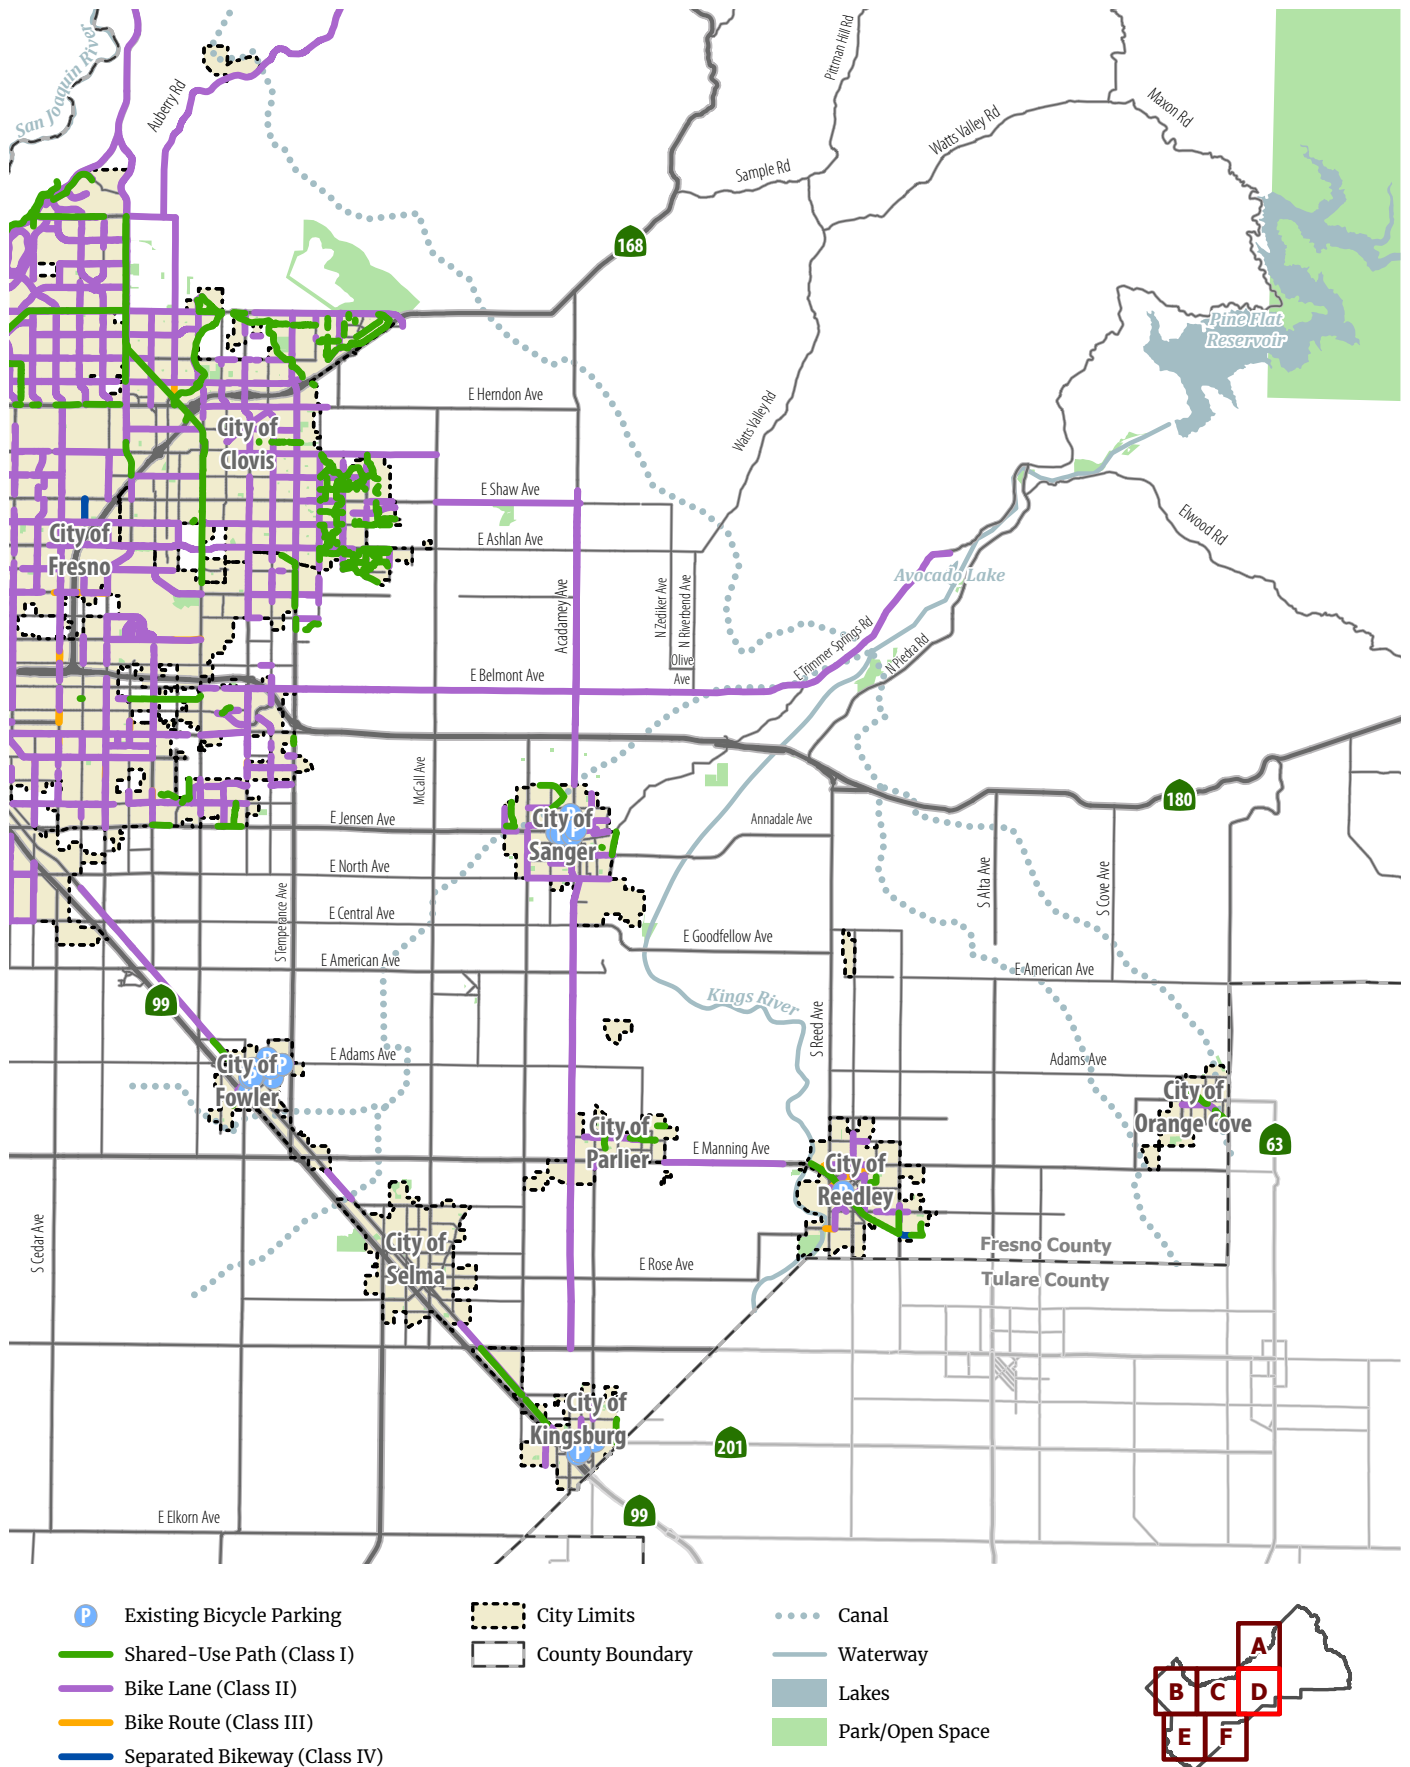 San Joaquin River
Auberry Rd
Pittman Hill Rd
Watts Valley Rd
Maxon Rd
Sample Rd
168
Pine Flat
Reservoir
E Herndon Ave
Watts Valley Rd
City of
Clovis
E Shaw Ave
Elwood Rd
City of
Fresno
E Ashlan Ave
Avocado Lake
Acadamey Ave
N Zediker Ave
N Riverbend Ave
E Trimmer Springs Rd
N Piedra Rd
Olive
Ave
E Belmont Ave
McCall Ave
180
City of
Sanger
P
E Jensen Ave
Annadale Ave
E North Ave
S Alta Ave
S Cove Ave
S Temperance Ave
E Central Ave
E Goodfellow Ave
E American Ave
E American Ave
99
Kings River
S Reed Ave
E Adams Ave
Adams Ave
City of
Fowler
P
City of
Orange Cove
63
City of
Parlier
E Manning Ave
City of
Reedley
S Cedar Ave
City of
Selma
E Rose Ave
Fresno County
Tulare County
City of
Kingsburg
P
201
99
E Elkorn Ave
P Existing Bicycle Parking
Shared-Use Path (Class I)
Bike Lane (Class II)
Bike Route (Class III)
Separated Bikeway (Class IV)
City Limits
County Boundary
Canal
Waterway
Lakes
Park/Open Space
A
B C D
E F